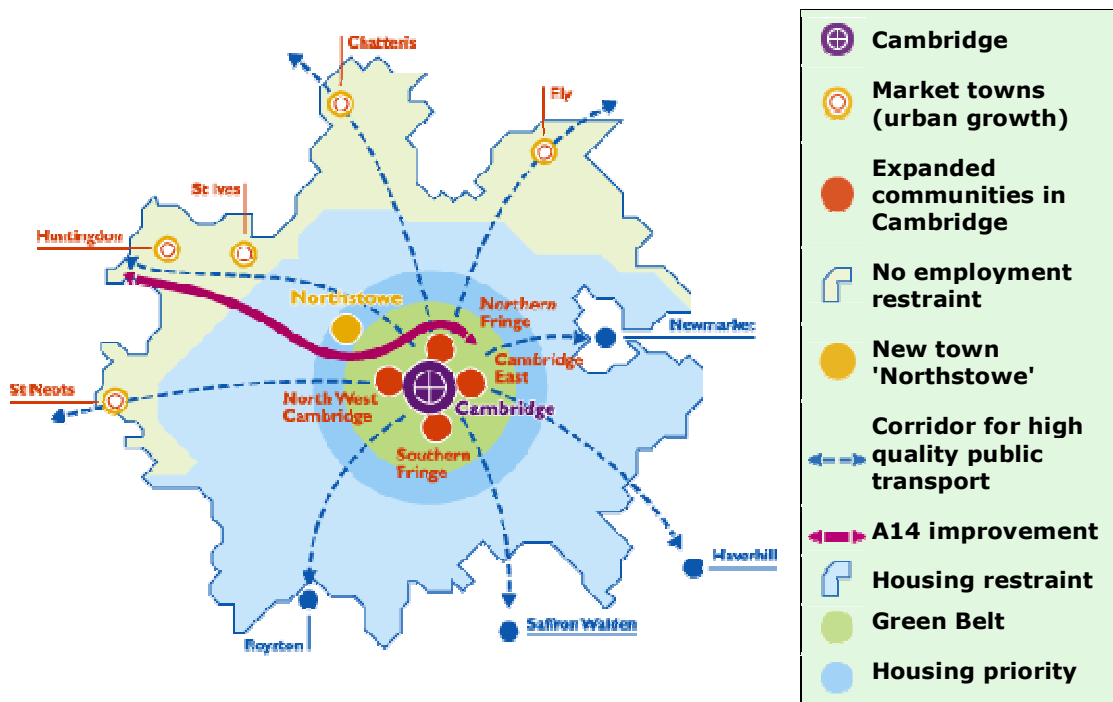 Chatteris
Ely
St Ives
Huntingdon
Northstowe
Northern
Fringe
Newmarket
Cambridge
East
St Neots
North West
Cambridge
Cambridge
Southern
Fringe
Haverhill
Saffron Walden
Royston
Cambridge
Market towns
(urban growth)
Expanded
communities in
Cambridge
No employment
restraint
New town
'Northstowe'
Corridor for high
quality public
transport
A14 improvement
Housing restraint
Green Belt
Housing priority